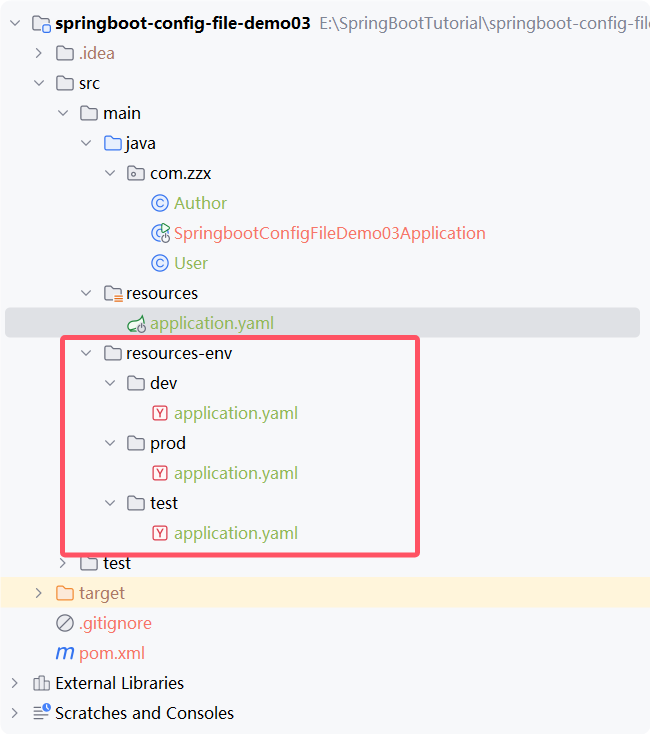 springboot-config-file-demo03 E:\SpringBootTutorial\springboot-config-fil
.idea
src
main
java
com.zzx
Author
SpringbootConfigFileDemo03Application
User
resources
application.yaml
resources-env
dev
application.yaml
prod
application.yaml
test
application.yaml
test
target
.gitignore
pom.xml
External Libraries
Scratches and Consoles